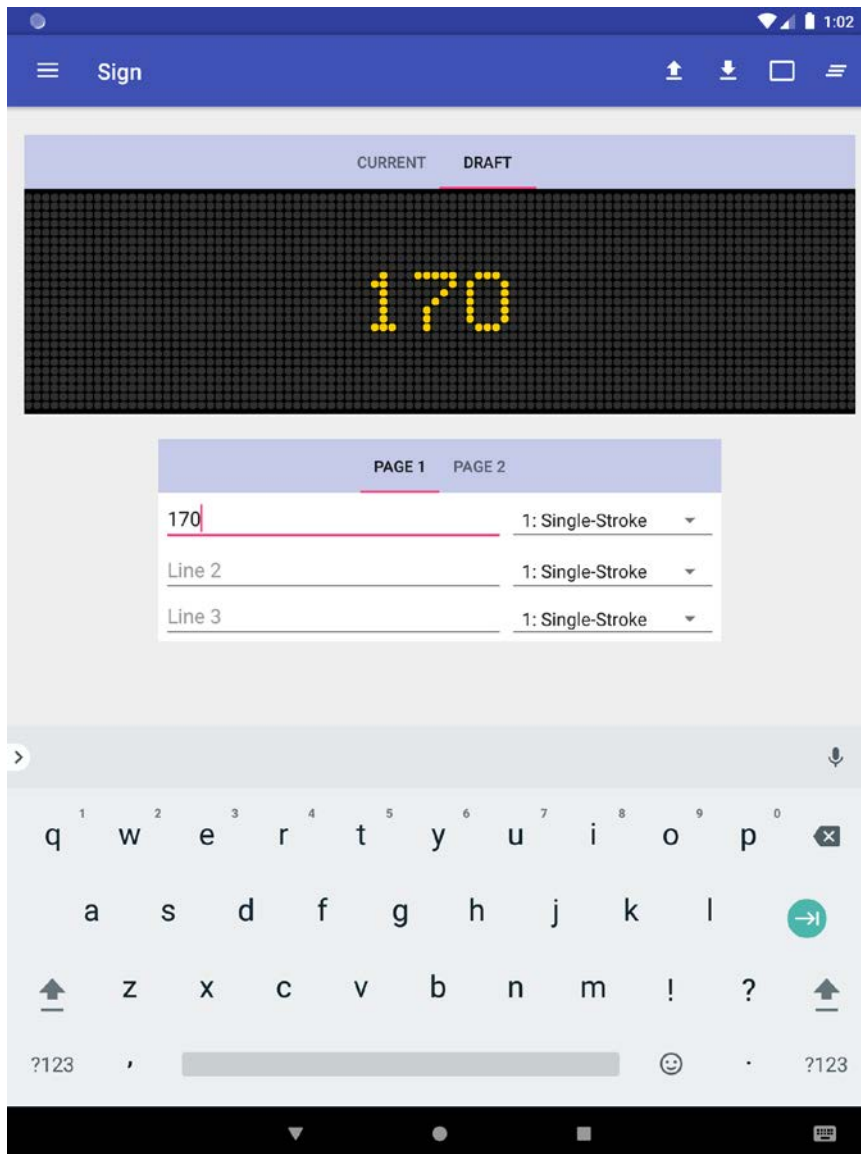 1:02
Sign
CURRENT DRAFT
170
PAGE 1 PAGE 2
170 1: Single-Stroke
Line 2 1: Single-Stroke
Line 3 1: Single-Stroke
1 2 3 4 5 6 7 8 9 0
q w e r t y u i o p
a s d f g h j k l
z x c v b n m ! ?
?123 , . ?123